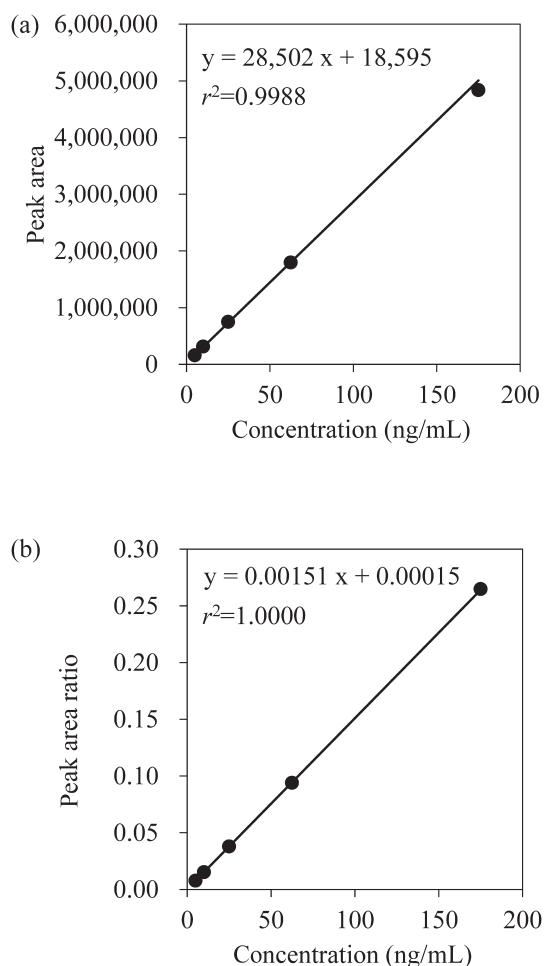 (a)
6,000,000
5,000,000
4,000,000
3,000,000
2,000,000
1,000,000
0
Peak area
y = 28,502 x + 18,595
r²=0.9988
0 50 100 150 200
Concentration (ng/mL)
(b)
0.30
0.25
0.20
0.15
0.10
0.05
0.00
Peak area ratio
y = 0.00151 x + 0.00015
r²=1.0000
0 50 100 150 200
Concentration (ng/mL)